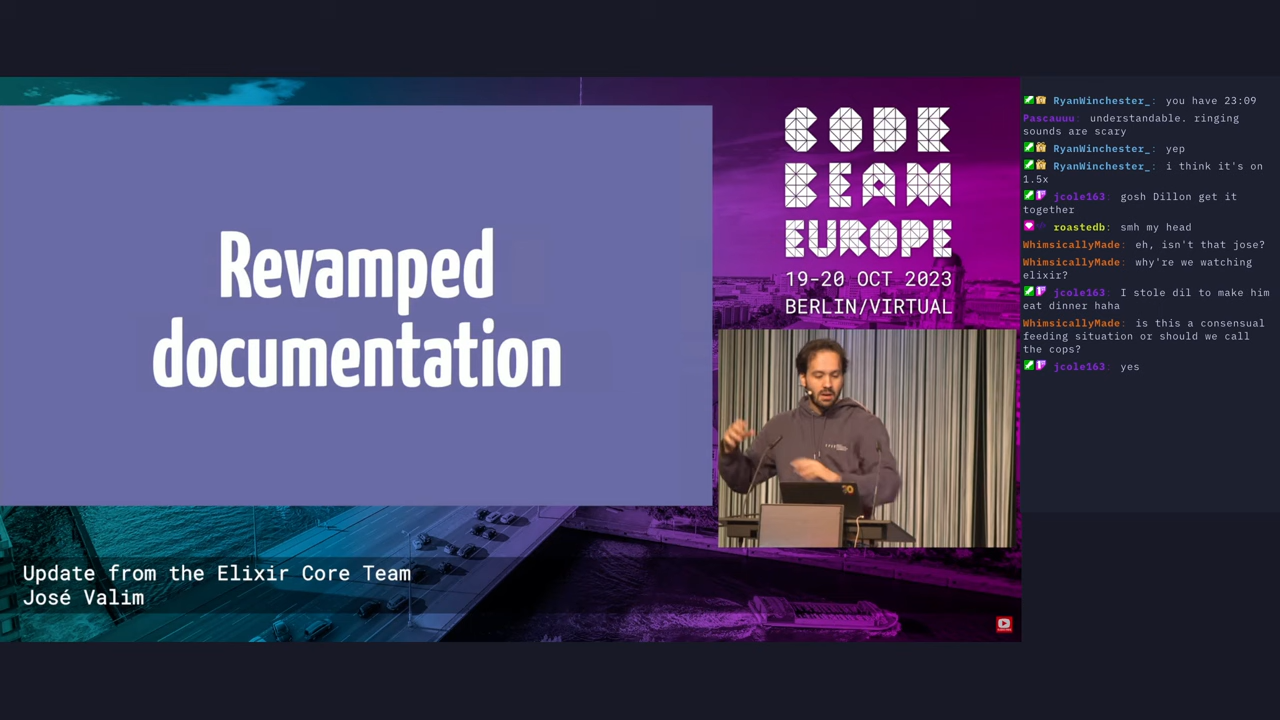 Revamped
documentation
CODE
BEAM
EUROPE
19-20 OCT 2023
BERLIN/VIRTUAL
Update from the Elixir Core Team
José Valim
RyanWinchester_: you have 23:09
Pascauuu: understandable. ringing
sounds are scary
RyanWinchester_: yep
RyanWinchester_: i think it's on
1.5x
jcole163: gosh Dillon get it
together
roastedb: smh my head
WhimsicallyMade: eh, isn't that jose?
WhimsicallyMade: why're we watching
elixir?
jcole163: I stole dil to make him
eat dinner haha
WhimsicallyMade: is this a consensual
feeding situation or should we call
the cops?
jcole163: yes